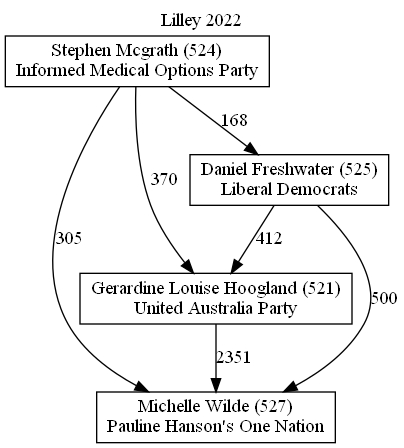 Lilley 2022
Stephen Mcgrath (524)
Informed Medical Options Party
168
Daniel Freshwater (525)
Liberal Democrats
370
305
412
Gerardine Louise Hoogland (521)
United Australia Party
500
2351
Michelle Wilde (527)
Pauline Hanson's One Nation